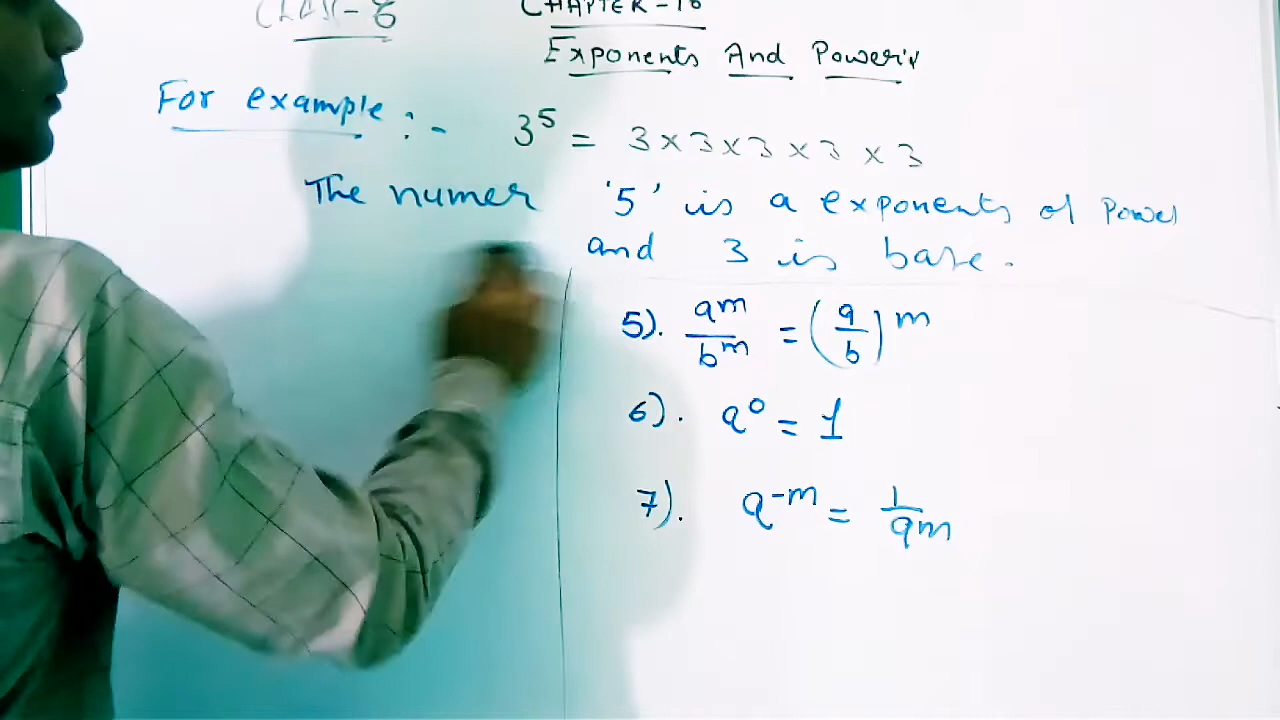 CLASS-8 CHAPTER-10
Exponents And Power's
For example :- 3⁵ = 3 × 3 × 3 × 3 × 3
The numer '5' is a exponents of Power
and 3 is base.
5). aᵐ/bᵐ = (a/b)ᵐ
6). a⁰ = 1
7). a⁻ᵐ = 1/aᵐ